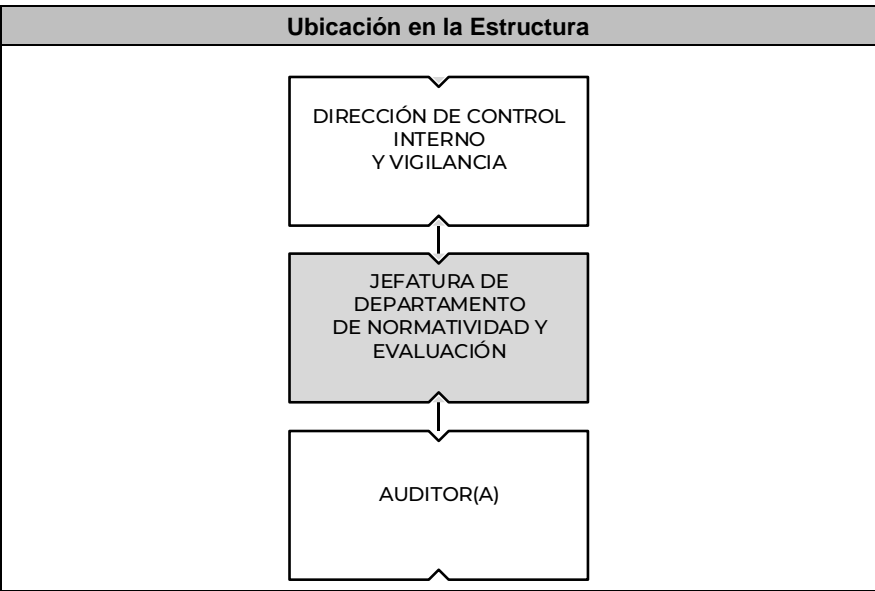 Ubicación en la Estructura
DIRECCIÓN DE CONTROL
INTERNO
Y VIGILANCIA
JEFATURA DE
DEPARTAMENTO
DE NORMATIVIDAD Y
EVALUACIÓN
AUDITOR(A)